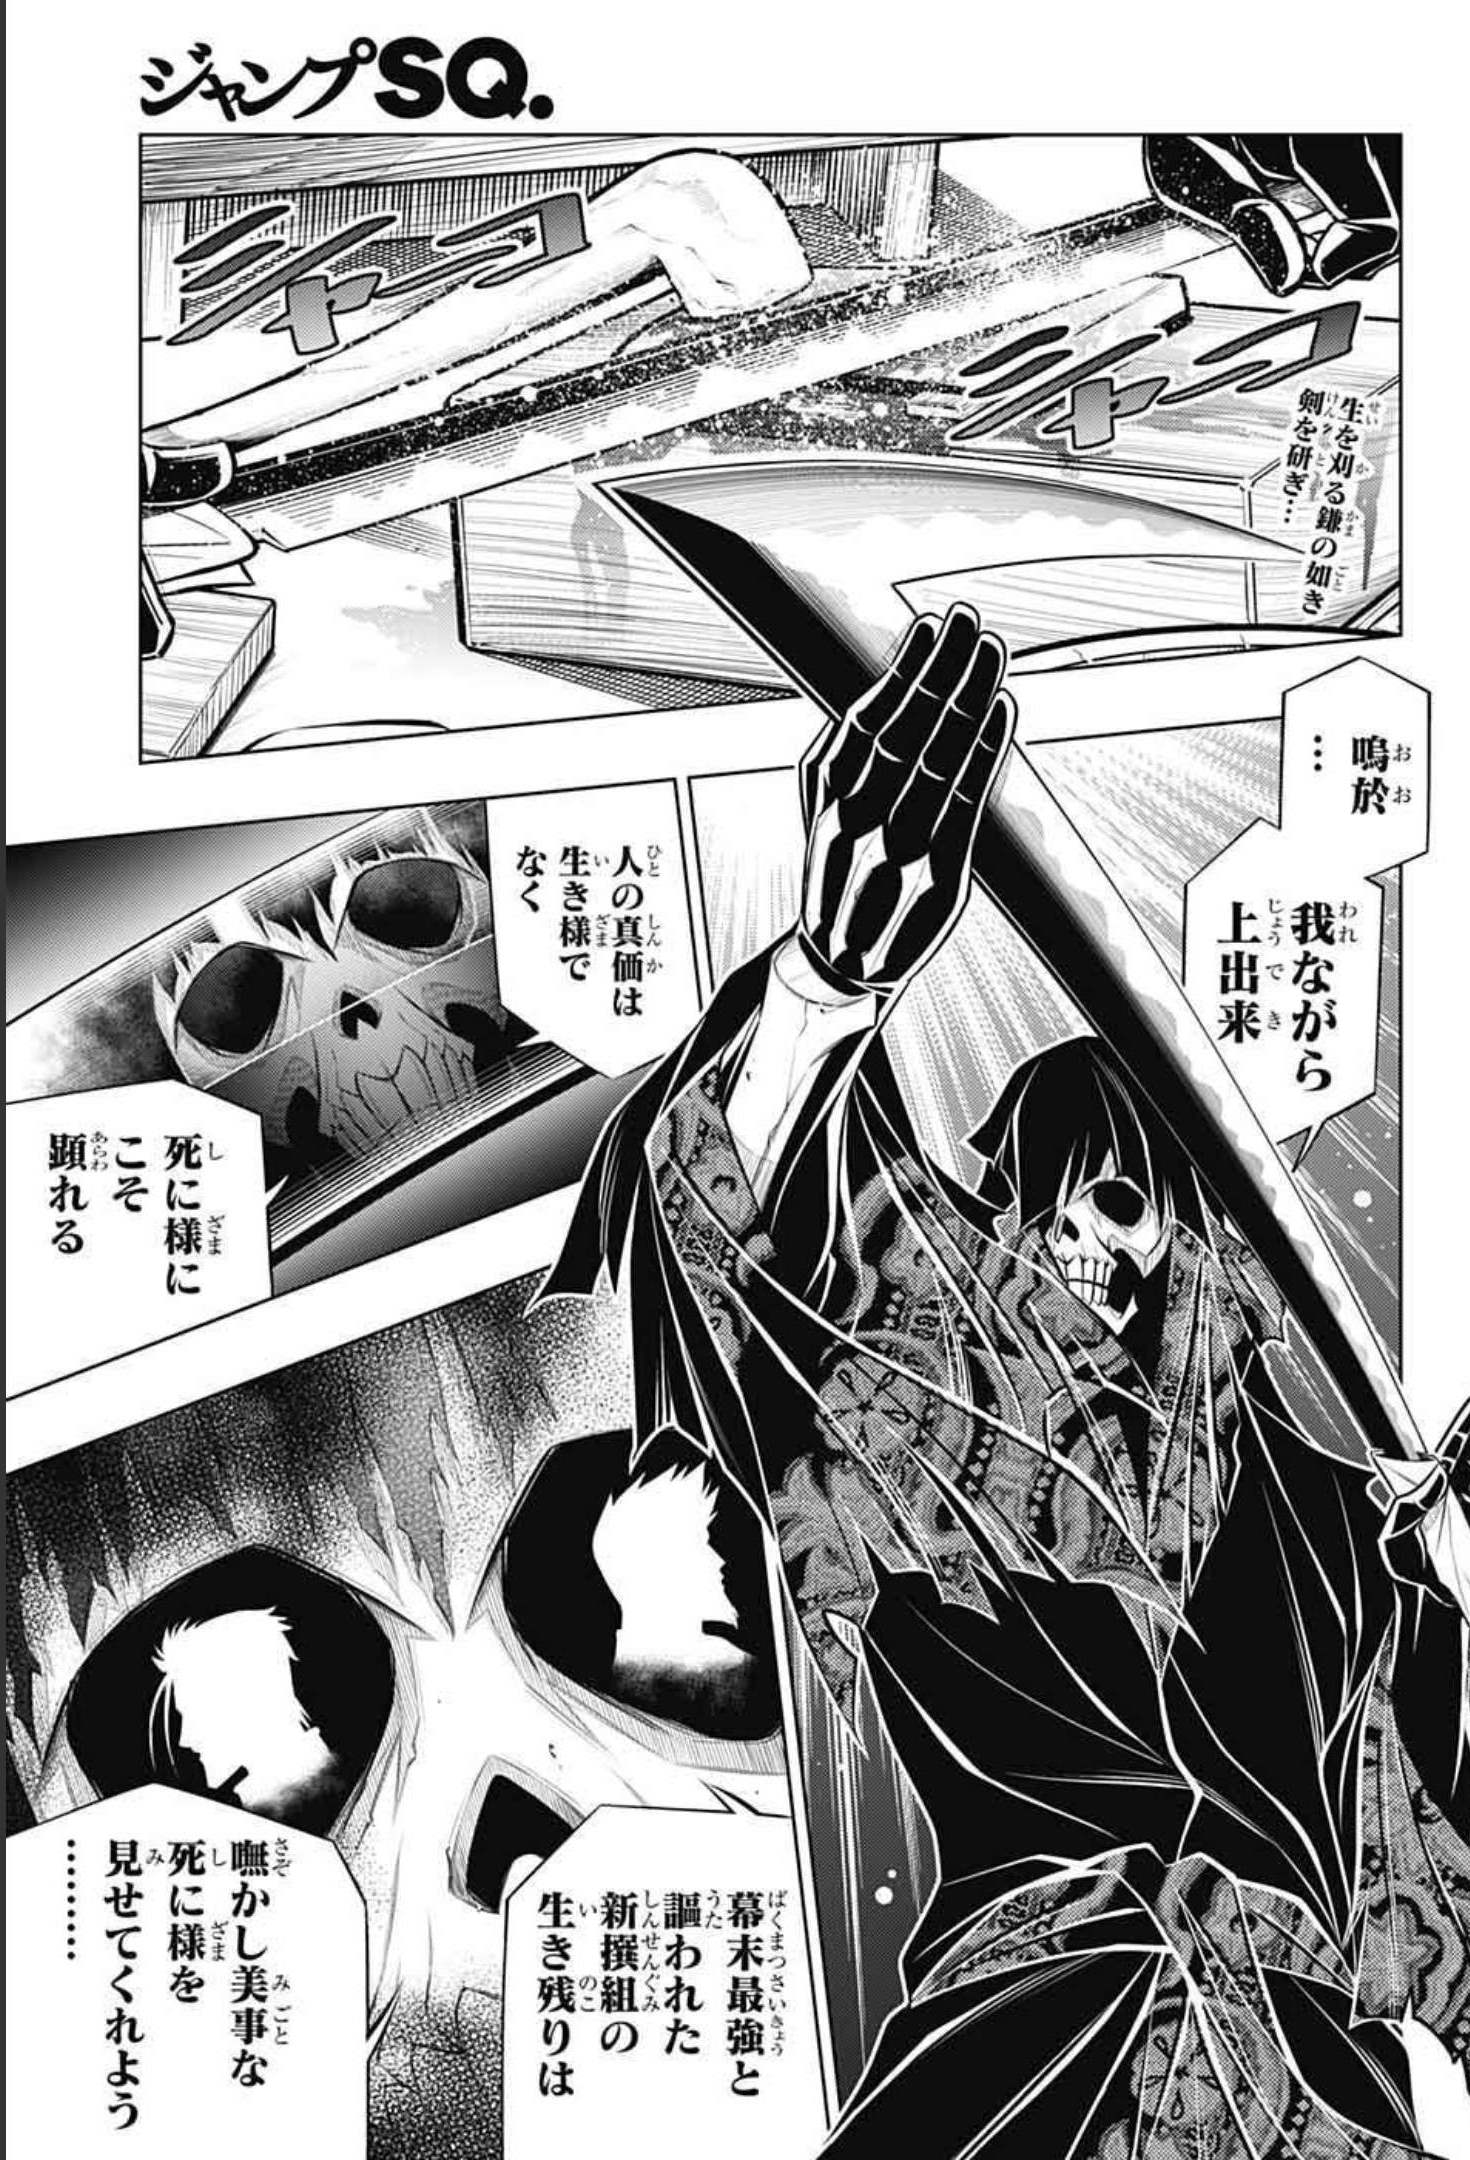 ジャンプSQ.
シャーコ
シャーコ
生を刈る鎌の如き
剣を研ぎ…
嗚於
…
我ながら
上出来
人の真価は
生き様で
なく
死に様に
こそ
顕れる
幕末最強と
謳われた
新撰組の
生き残りは
嘸かし美事な
死に様を
見せてくれよう
………